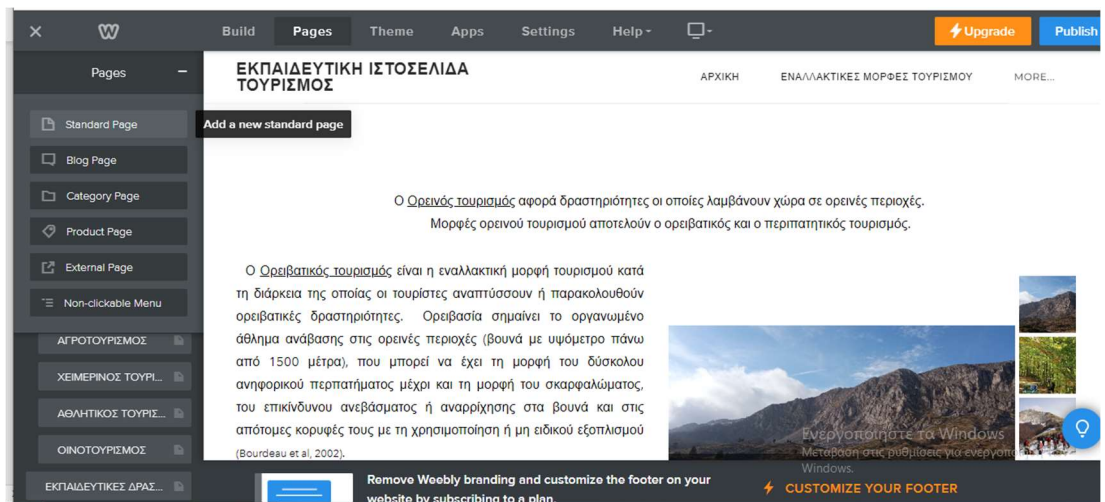 Build Pages Theme Apps Settings Help Upgrade Publish
Pages
Standard Page
Add a new standard page
Blog Page
Category Page
Product Page
External Page
Non-clickable Menu
ΑΓΡΟΤΟΥΡΙΣΜΟΣ
ΧΕΙΜΕΡΙΝΟΣ ΤΟΥΡΙ...
ΑΘΛΗΤΙΚΟΣ ΤΟΥΡΙΣ...
ΟΙΝΟΤΟΥΡΙΣΜΟΣ
ΕΚΠΑΙΔΕΥΤΙΚΕΣ ΔΡΑΣ...
ΕΚΠΑΙΔΕΥΤΙΚΗ ΙΣΤΟΣΕΛΙΔΑ
ΤΟΥΡΙΣΜΟΣ
ΑΡΧΙΚΗ ΕΝΑΛΛΑΚΤΙΚΕΣ ΜΟΡΦΕΣ ΤΟΥΡΙΣΜΟΥ MORE...
Ο Ορεινός τουρισμός αφορά δραστηριότητες οι οποίες λαμβάνουν χώρα σε ορεινές περιοχές.
Μορφές ορεινού τουρισμού αποτελούν ο ορειβατικός και ο περιπατητικός τουρισμός.
Ο Ορειβατικός τουρισμός είναι η εναλλακτική μορφή τουρισμού κατά
τη διάρκεια της οποίας οι τουρίστες αναπτύσσουν ή παρακολουθούν
ορειβατικές δραστηριότητες. Ορειβασία σημαίνει το οργανωμένο
άθλημα ανάβασης στις ορεινές περιοχές (βουνά με υψόμετρο πάνω
από 1500 μέτρα), που μπορεί να έχει τη μορφή του δύσκολου
ανηφορικού περπατήματος μέχρι και τη μορφή του σκαρφαλώματος,
του επικίνδυνου ανεβάσματος ή αναρρίχησης στα βουνά και στις
απότομες κορυφές τους με τη χρησιμοποίηση ή μη ειδικού εξοπλισμού
(Bourdeau et al, 2002).
Ενεργοποιήστε τα Windows
Μετάβαση στις ρυθμίσεις για ενεργοπο
Windows.
Remove Weebly branding and customize the footer on your
website by subscribing to a plan.
CUSTOMIZE YOUR FOOTER